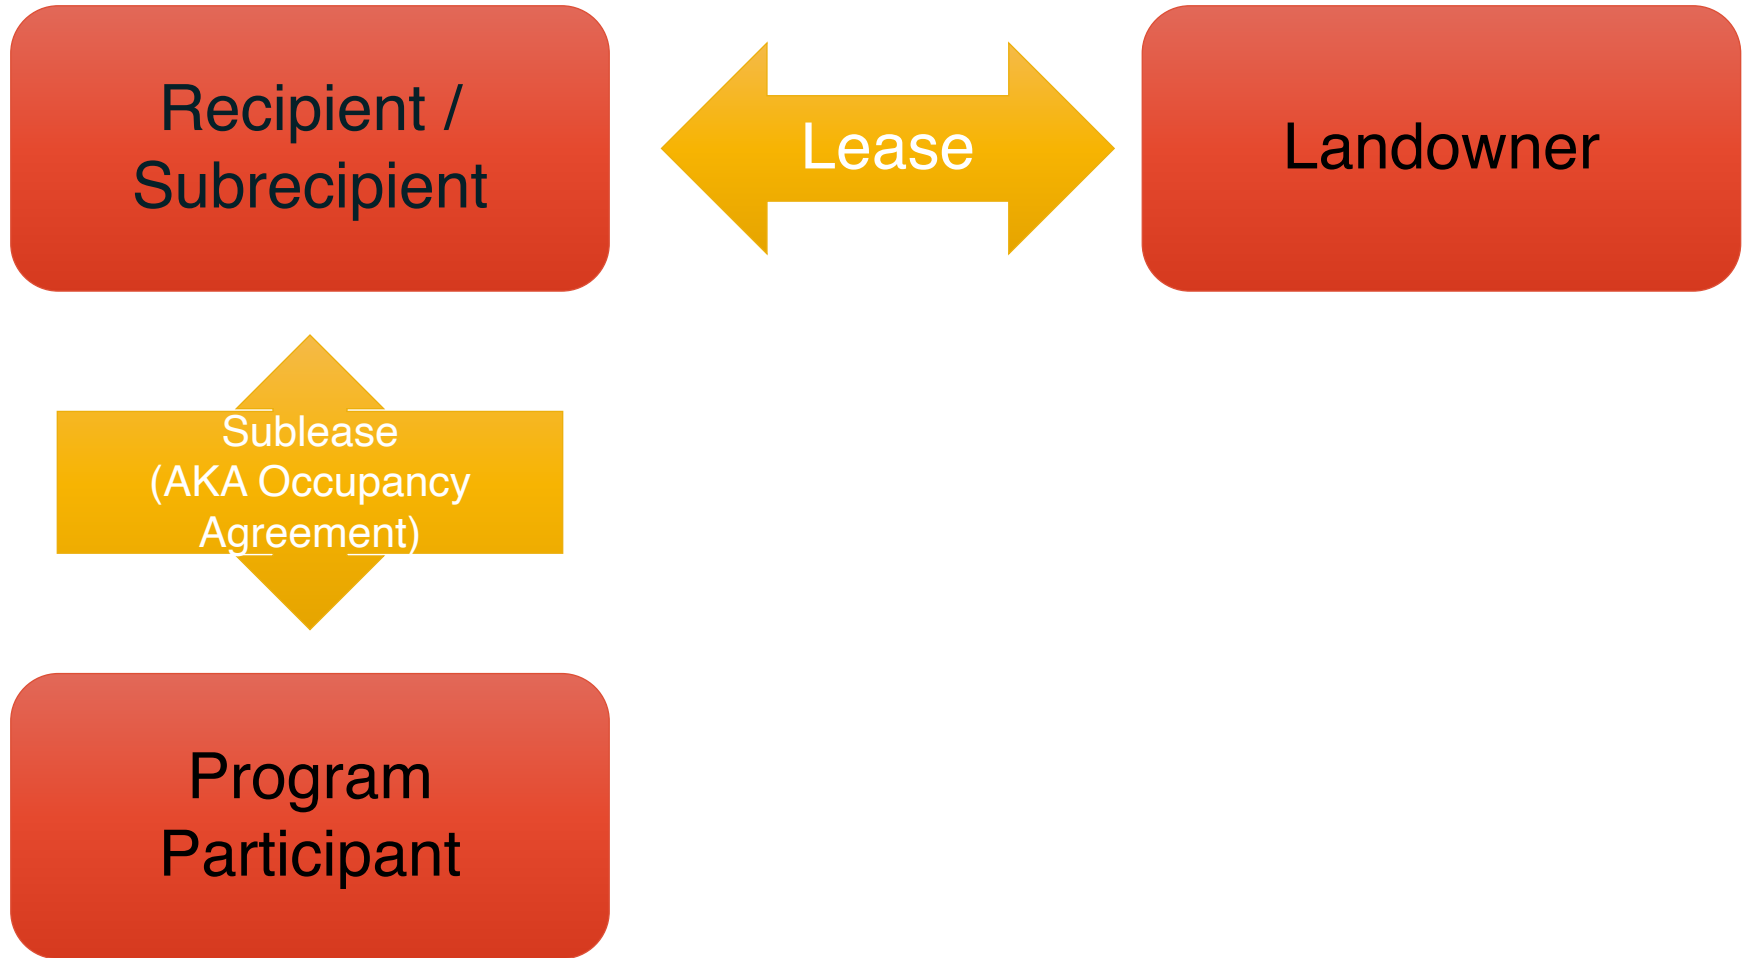 Recipient /
Subrecipient
Lease
Landowner
Sublease
(AKA Occupancy
Agreement)
Program
Participant